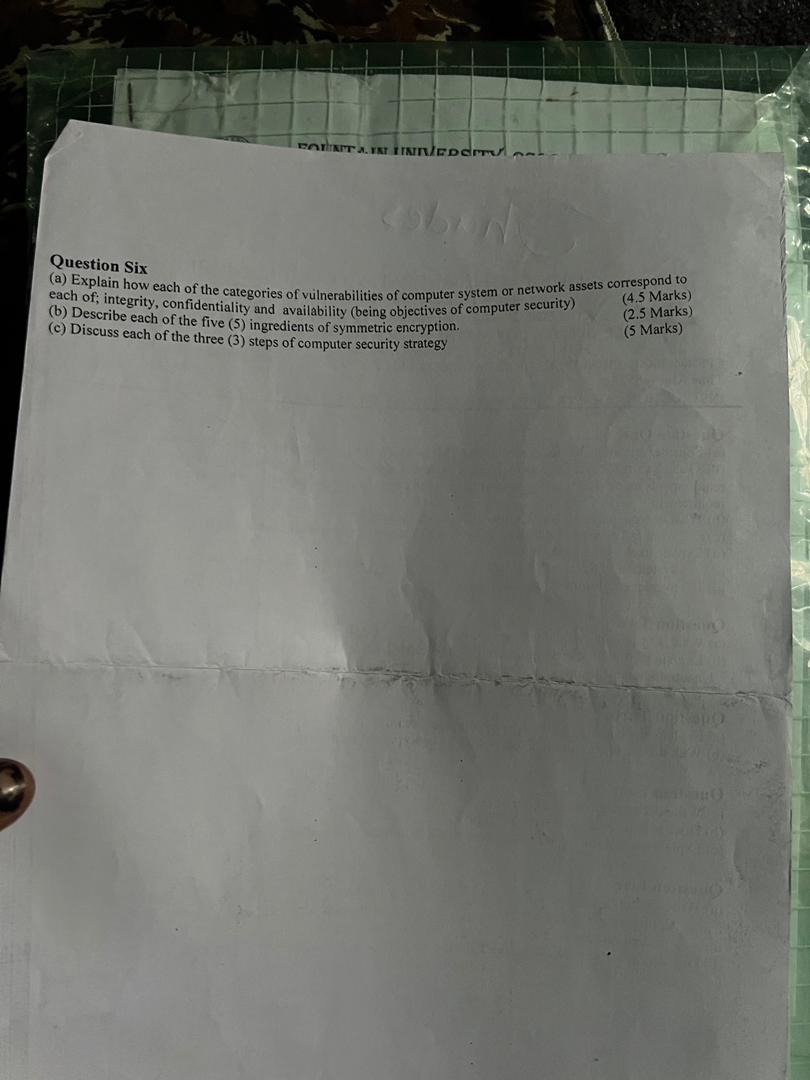 FOUNTAIN UNIVERSITY
Question Six
(a) Explain how each of the categories of vulnerabilities of computer system or network assets correspond to
each of; integrity, confidentiality and availability (being objectives of computer security) (4.5 Marks)
(b) Describe each of the five (5) ingredients of symmetric encryption. (2.5 Marks)
(c) Discuss each of the three (3) steps of computer security strategy (5 Marks)